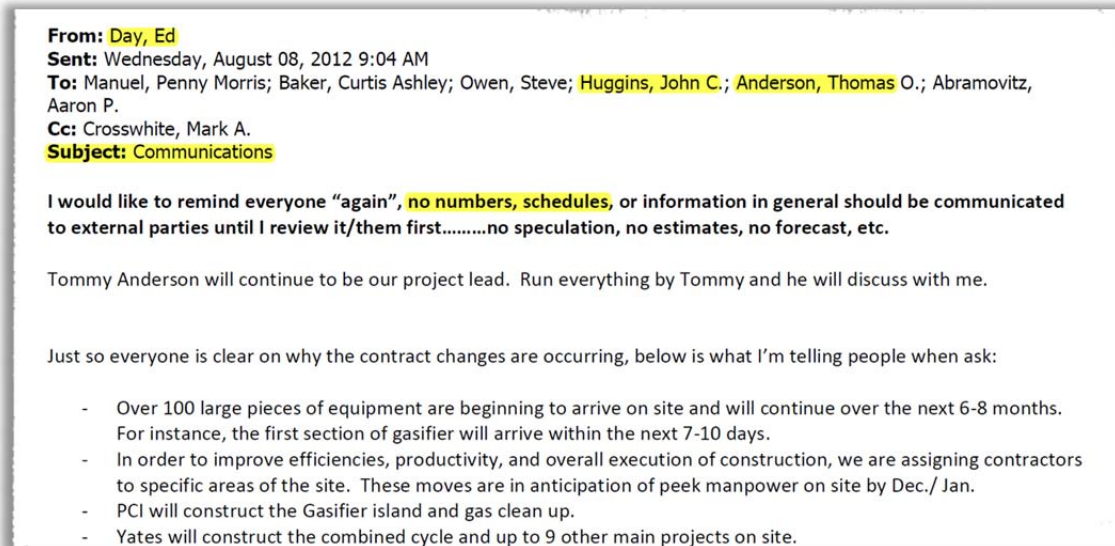 From: Day, Ed
Sent: Wednesday, August 08, 2012 9:04 AM
To: Manuel, Penny Morris; Baker, Curtis Ashley; Owen, Steve; Huggins, John C.; Anderson, Thomas O.; Abramovitz,
Aaron P.
Cc: Crosswhite, Mark A.
Subject: Communications
I would like to remind everyone “again”, no numbers, schedules, or information in general should be communicated
to external parties until I review it/them first.........no speculation, no estimates, no forecast, etc.
Tommy Anderson will continue to be our project lead. Run everything by Tommy and he will discuss with me.
Just so everyone is clear on why the contract changes are occurring, below is what I’m telling people when ask:
- Over 100 large pieces of equipment are beginning to arrive on site and will continue over the next 6-8 months.
For instance, the first section of gasifier will arrive within the next 7-10 days.
- In order to improve efficiencies, productivity, and overall execution of construction, we are assigning contractors
to specific areas of the site. These moves are in anticipation of peek manpower on site by Dec./ Jan.
- PCI will construct the Gasifier island and gas clean up.
- Yates will construct the combined cycle and up to 9 other main projects on site.